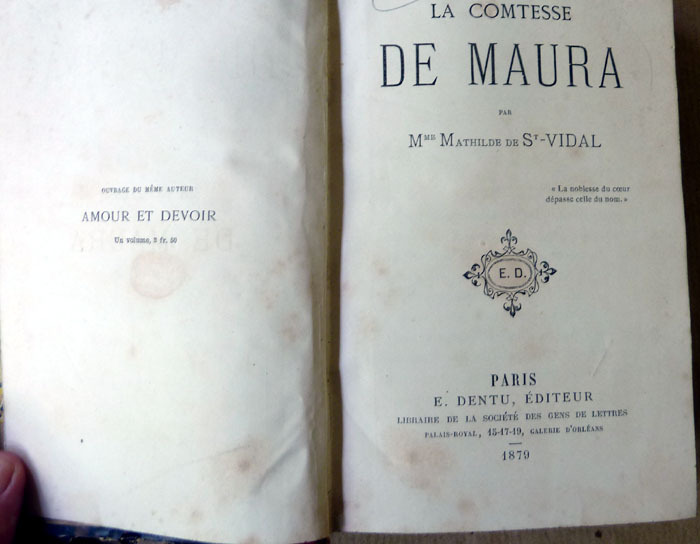 OUVRAGE DU MÊME AUTEUR
AMOUR ET DEVOIR
Un volume, 3 fr. 50
LA COMTESSE
DE MAURA
PAR
MME MATHILDE DE ST-VIDAL
« La noblesse du cœur
dépasse celle du nom. »
E. D.
PARIS
E. DENTU, ÉDITEUR
LIBRAIRE DE LA SOCIÉTÉ DES GENS DE LETTRES
PALAIS-ROYAL, 15-17-19, GALERIE D'ORLÉANS
1879